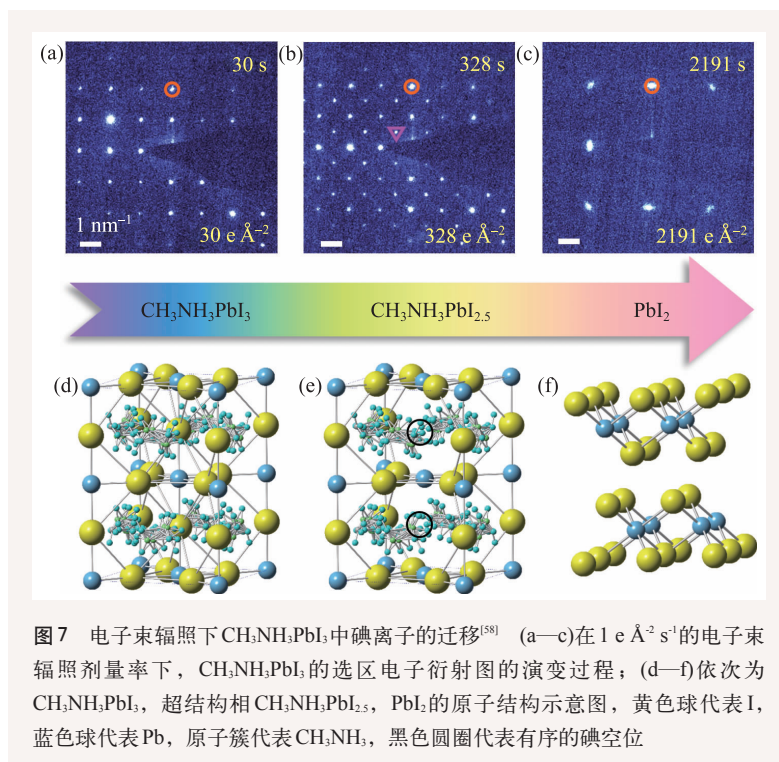 (a)
30 s
1 nm⁻¹
30 e Å⁻²
(b)
328 s
328 e Å⁻²
(c)
2191 s
2191 e Å⁻²
CH₃NH₃PbI₃
CH₃NH₃PbI₂.₅
PbI₂
(d)
(e)
(f)
图7 电子束辐照下CH₃NH₃PbI₃中碘离子的迁移[58] (a—c)在1 e Å⁻² s⁻¹的电子束
辐照剂量率下，CH₃NH₃PbI₃的选区电子衍射图的演变过程；(d—f)依次为
CH₃NH₃PbI₃，超结构相CH₃NH₃PbI₂.₅，PbI₂的原子结构示意图，黄色球代表I，
蓝色球代表Pb，原子簇代表CH₃NH₃，黑色圆圈代表有序的碘空位